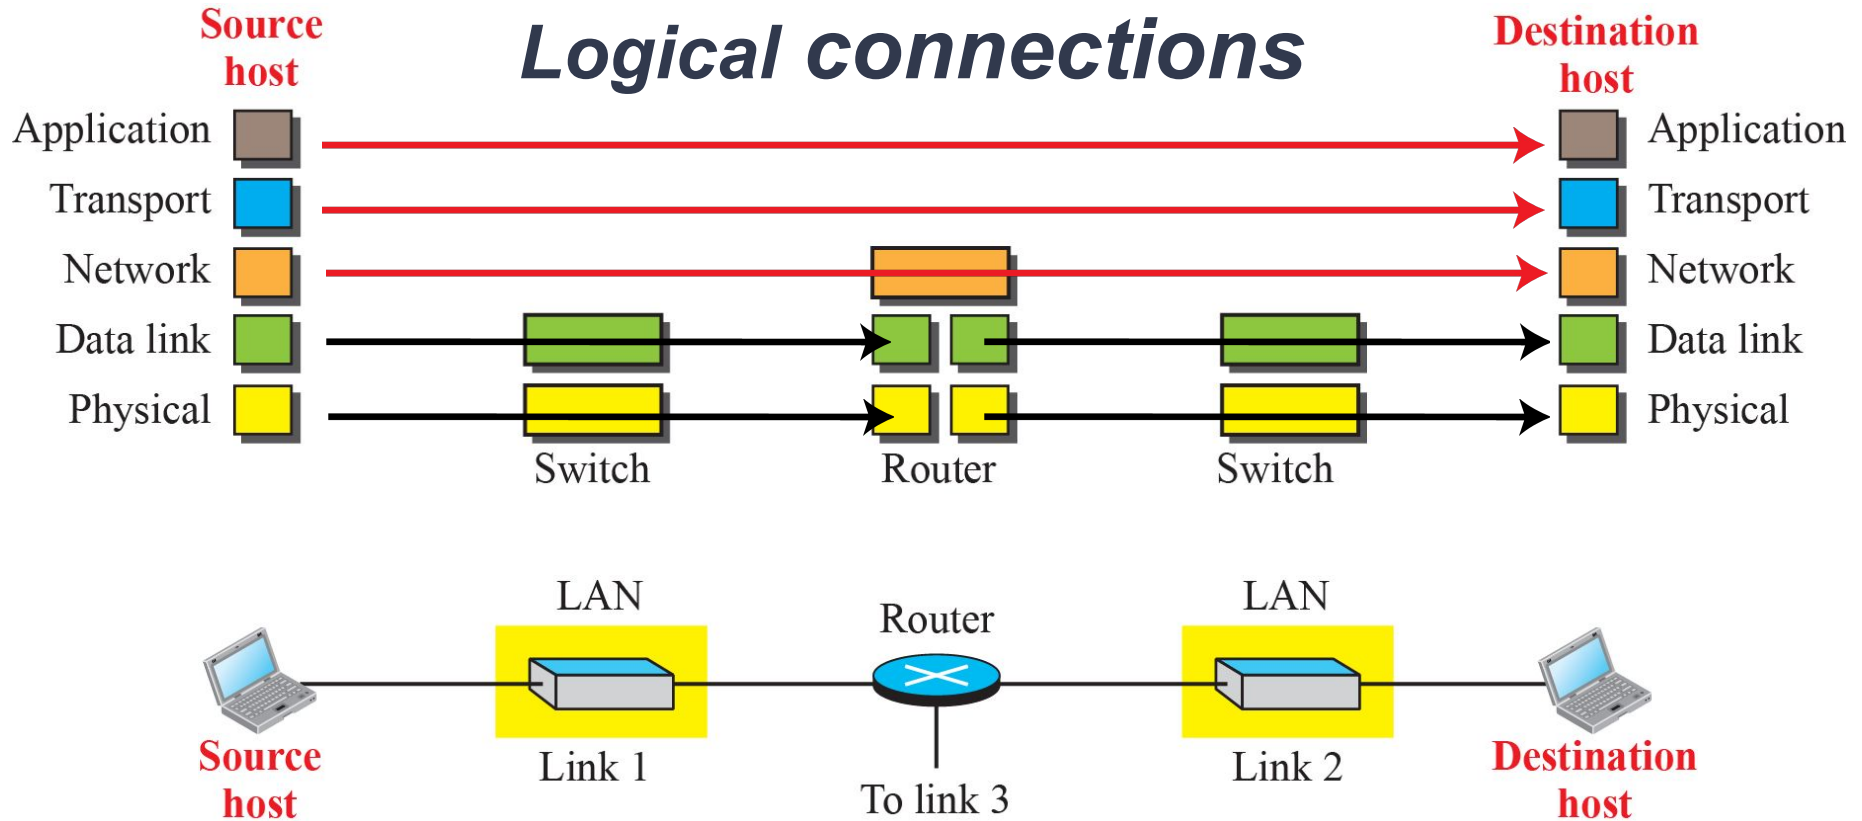 Logical connections
Source
host
Destination
host
Application
Application
Transport
Transport
Network
Network
Data link
Data link
Physical
Physical
Switch
Router
Switch
LAN
Router
LAN
Source
host
Link 1
To link 3
Link 2
Destination
host